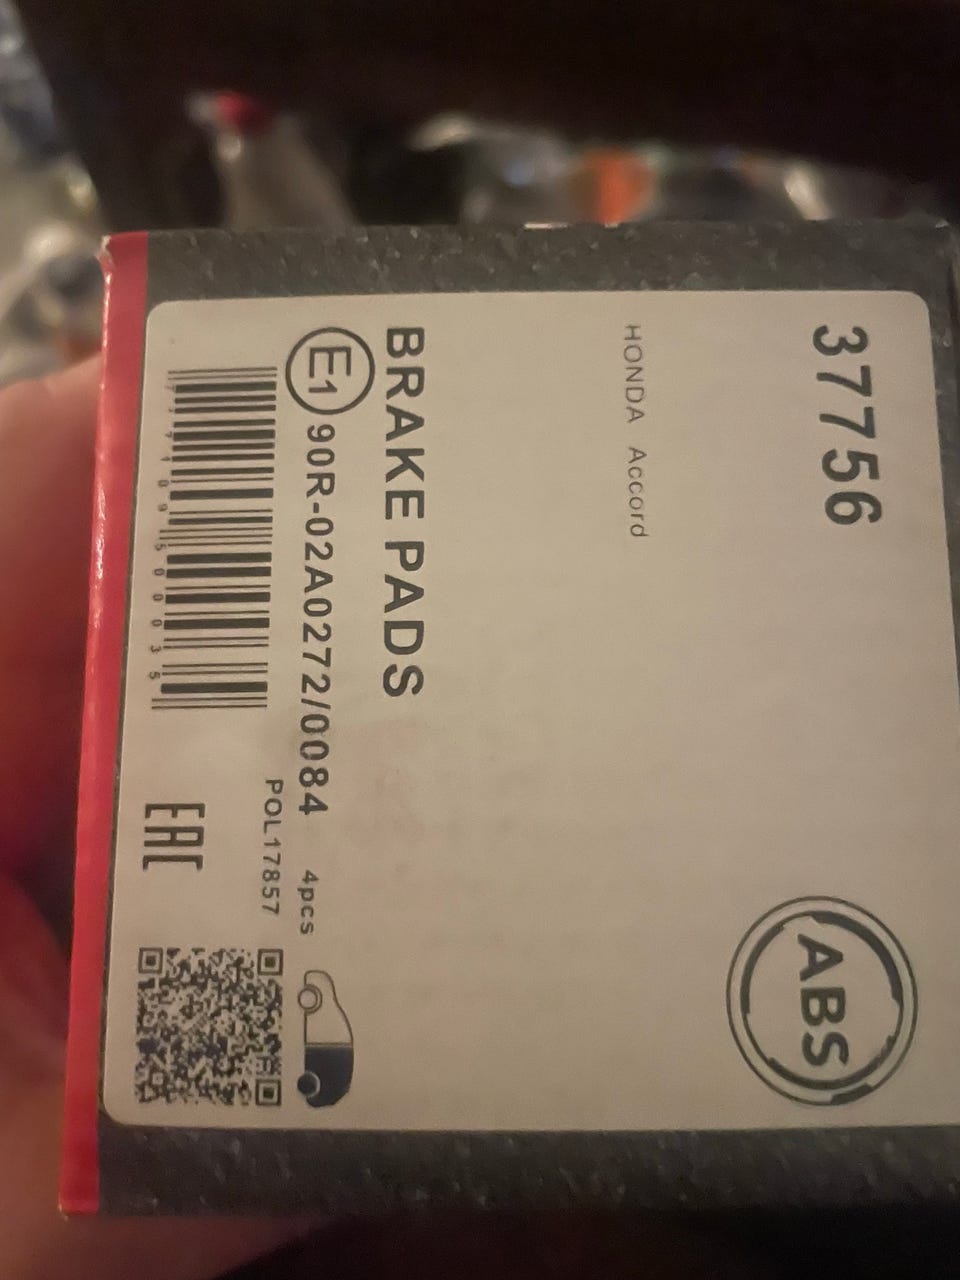 37756
ABS
HONDA Accord
BRAKE PADS
E1 90R-02A0272/0084 4pcs
POL17857
EAC